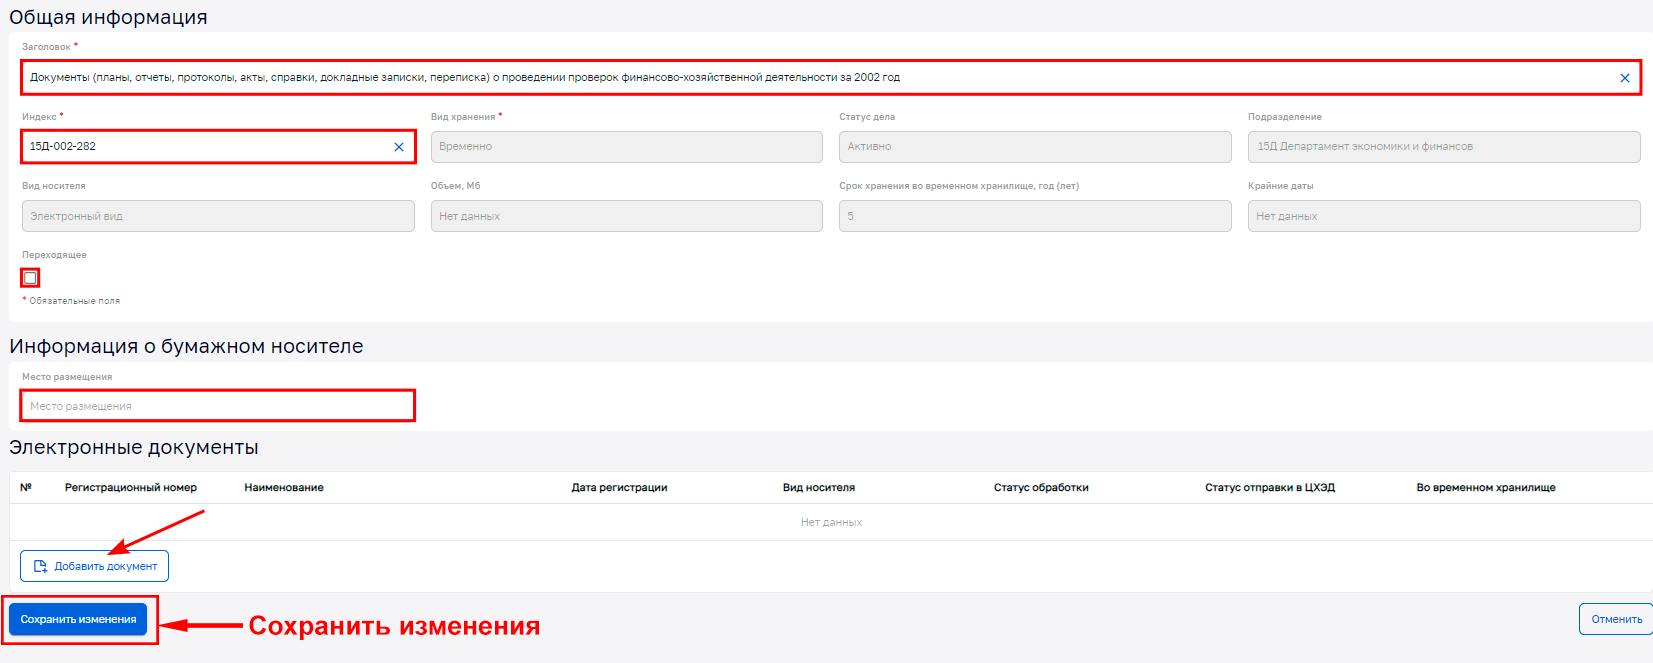 Общая информация
Заголовок *
Документы (планы, отчеты, протоколы, акты, справки, докладные записки, переписка) о проведении проверок финансово-хозяйственной деятельности за 2002 год
Индекс * Вид хранения * Статус дела Подразделение
15Д-002-282 Временно Активно 15Д Департамент экономики и финансов
Вид носителя Объем, Мб Срок хранения во временном хранилище, год (лет) Крайние даты
Электронный вид Нет данных 5 Нет данных
Переходящее
* Обязательные поля
Информация о бумажном носителе
Место размещения
Место размещения
Электронные документы
№ Регистрационный номер Наименование Дата регистрации Вид носителя Статус обработки Статус отправки в ЦХЭД Во временном хранилище
Нет данных
Добавить документ
Сохранить изменения Сохранить изменения Отменить